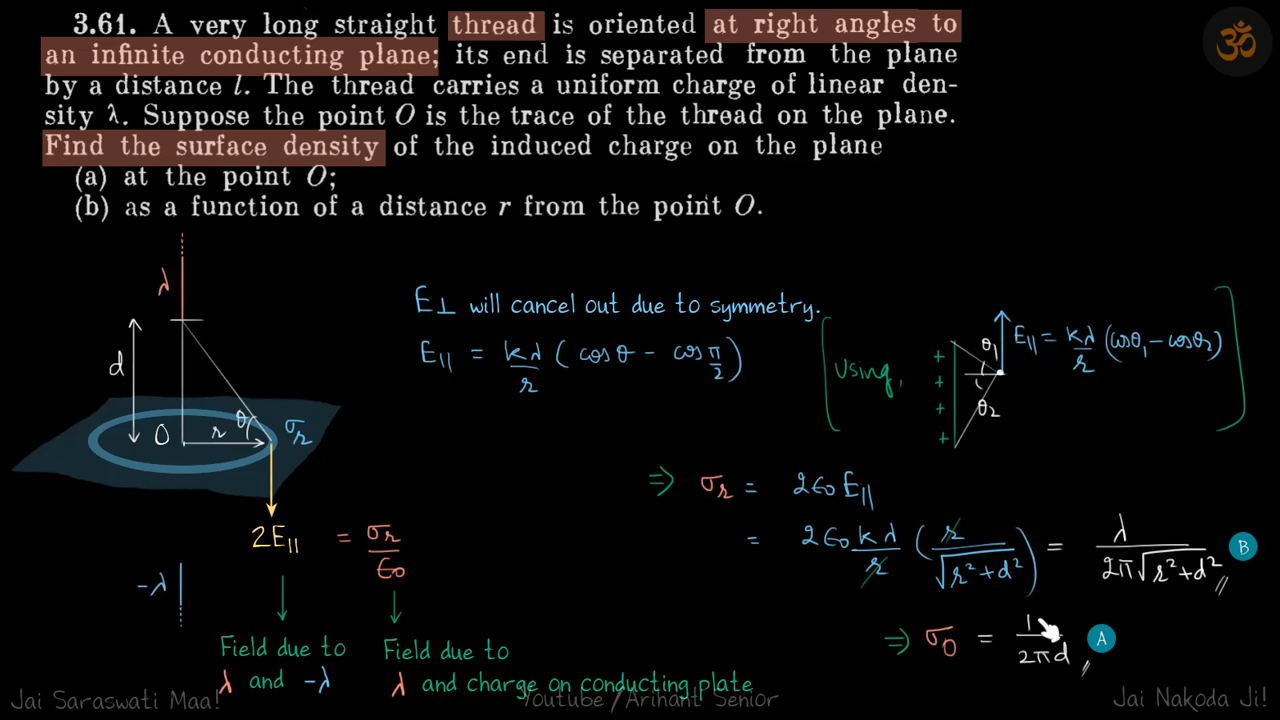 3.61. A very long straight thread is oriented at right angles to
an infinite conducting plane; its end is separated from the plane
by a distance l. The thread carries a uniform charge of linear den-
sity λ. Suppose the point O is the trace of the thread on the plane.
Find the surface density of the induced charge on the plane
(a) at the point O;
(b) as a function of a distance r from the point O.
ॐ
λ
d
O
r
θ
σr
E⊥ will cancel out due to symmetry.
E∥ = kλ/r (cosθ - cos π/2)
Using,
+
+
+
+
θ1
θ2
E∥ = kλ/r (cosθ1 - cosθ2)
⇒ σr = 2ϵ0 E∥
= 2ϵ0 kλ/r (r/√r²+d²) = λ/2π√r²+d² B
2E∥ = σr/ϵ0
-λ
⇒ σ0 = 1/2πd A
Field due to
λ and -λ
Field due to
λ and charge on conducting plate
Jai Saraswati Maa!
Youtube / Arihant Senior
Jai Nakoda Ji!